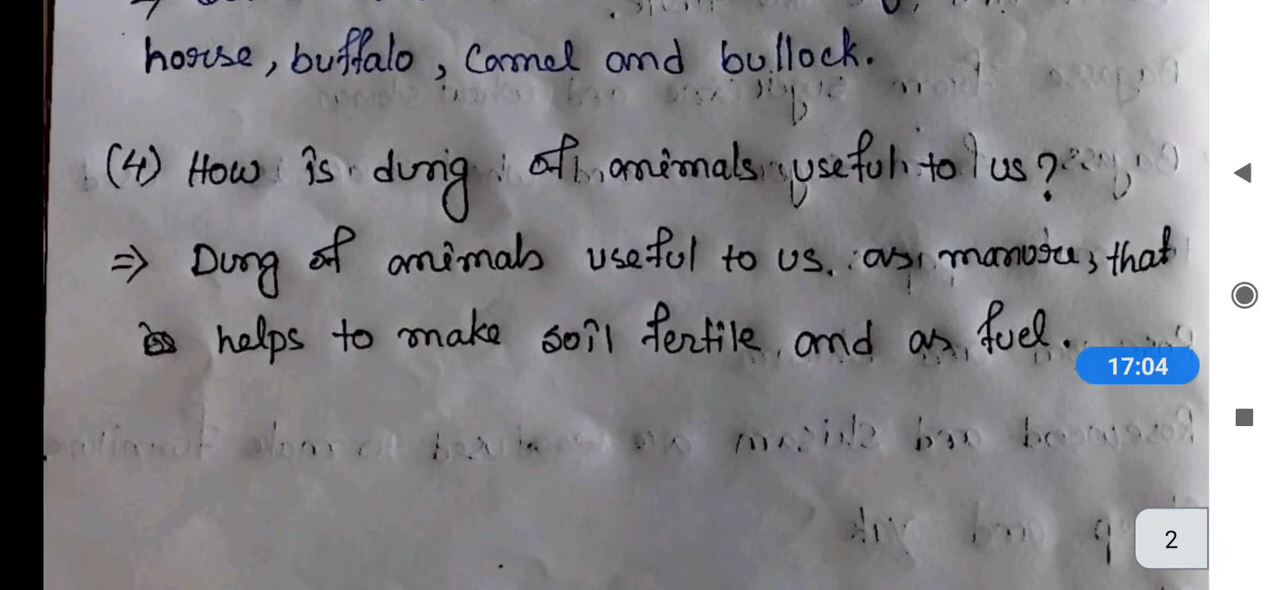 horse, buffalo, Camel and bullock.
(4) How is dung of animals useful to us?
⇒ Dung of animals useful to us. as manure, that
helps to make soil fertile and as fuel.
17:04
2